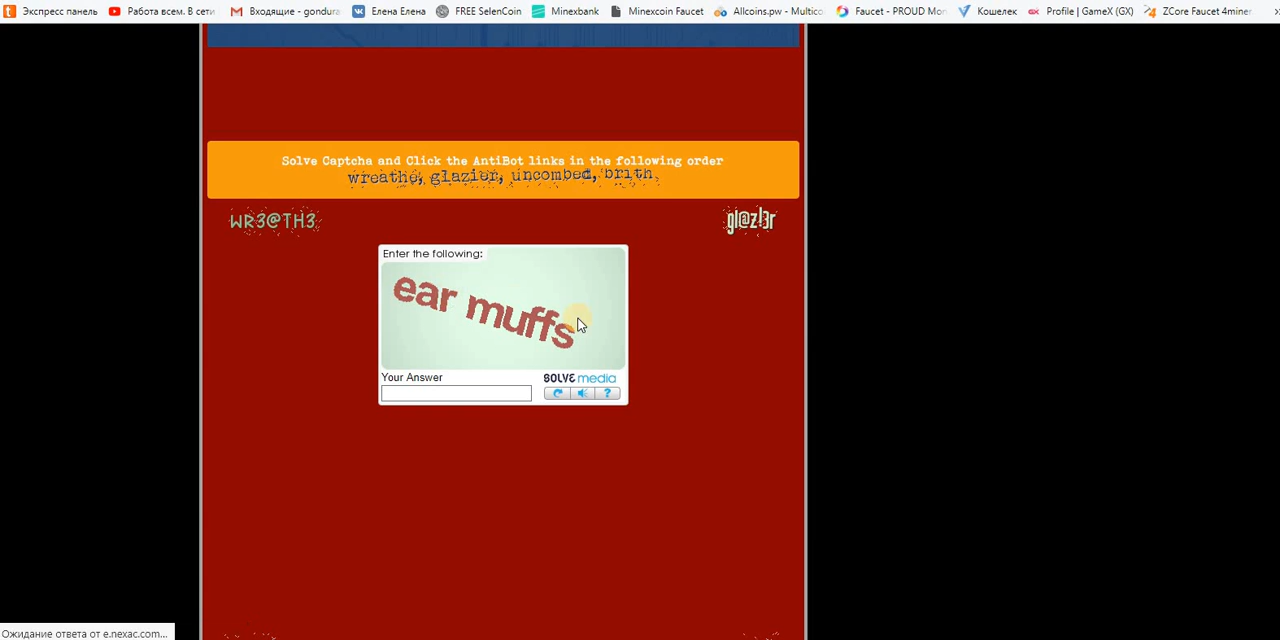 Экспресс панель Работа всем. В сети Входящие - gondura Елена Елена FREE SelenCoin Minexbank Minexcoin Faucet Allcoins.pw - Multico Faucet - PROUD Mon Кошелек Profile | GameX (GX) ZCore Faucet 4miner
Solve Captcha and Click the AntiBot links in the following order
wreathe, glazier, uncombed, brith,
WR3@TH3 gl@z!3r
Enter the following:
ear muffs
Your Answer SOLVE media
?
Ожидание ответа от e.nexac.com...